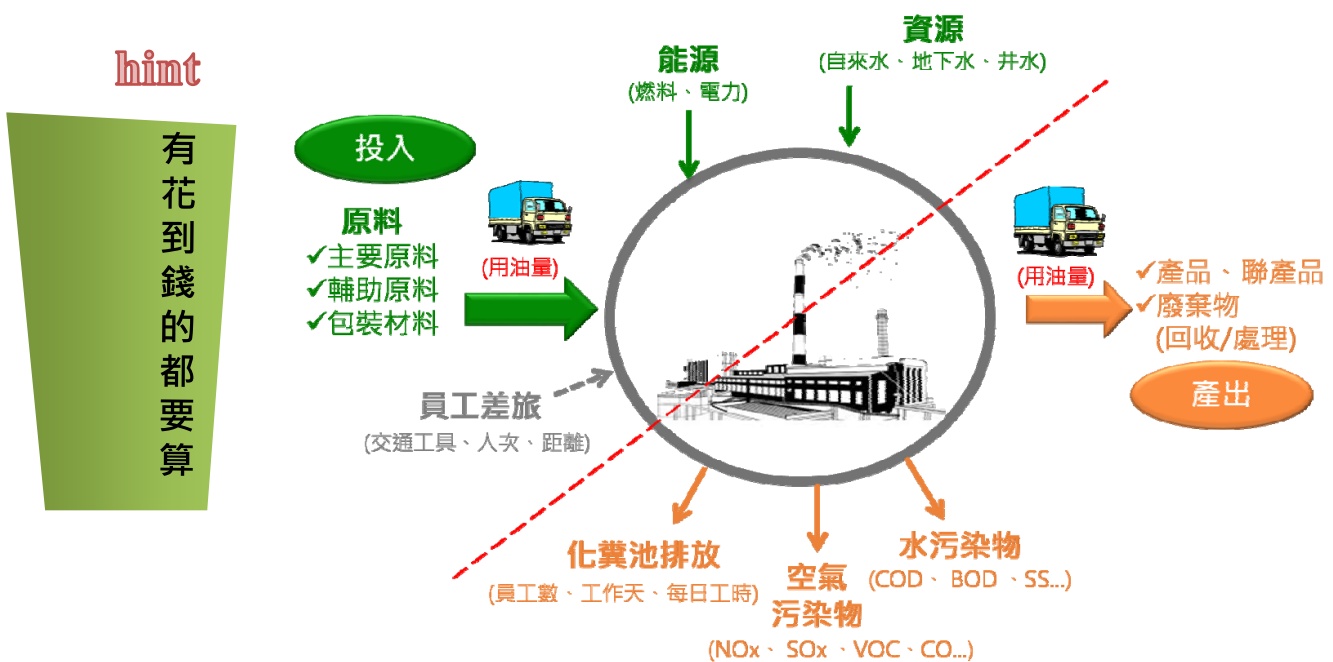 hint
有花到錢的都要算
投入
原料
✓主要原料
✓輔助原料
✓包裝材料
(用油量)
能源
(燃料、電力)
資源
(自來水、地下水、井水)
員工差旅
(交通工具、人次、距離)
(用油量)
✓產品、聯產品
✓廢棄物
(回收/處理)
產出
化糞池排放
(員工數、工作天、每日工時)
空氣
污染物
(NOx、SOx、VOC、CO...)
水污染物
(COD、BOD、SS...)